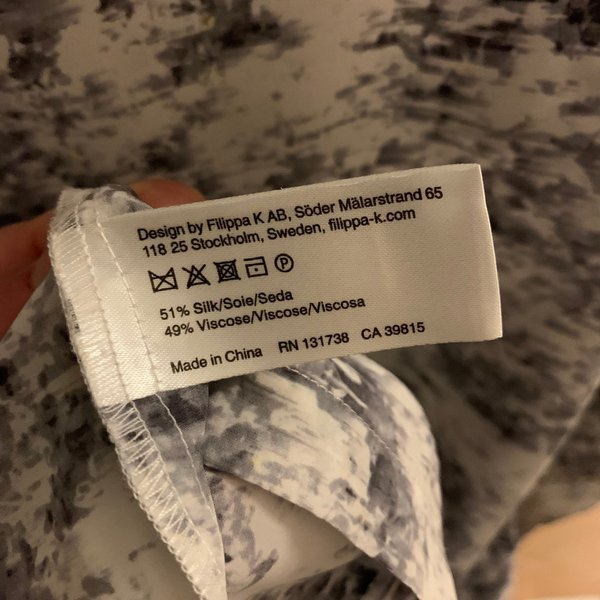 Design by Filippa K AB, Söder Mälarstrand 65
118 25 Stockholm, Sweden, filippa-k.com
P
51% Silk/Soie/Seda
49% Viscose/Viscose/Viscosa
Made in China RN 131738 CA 39815